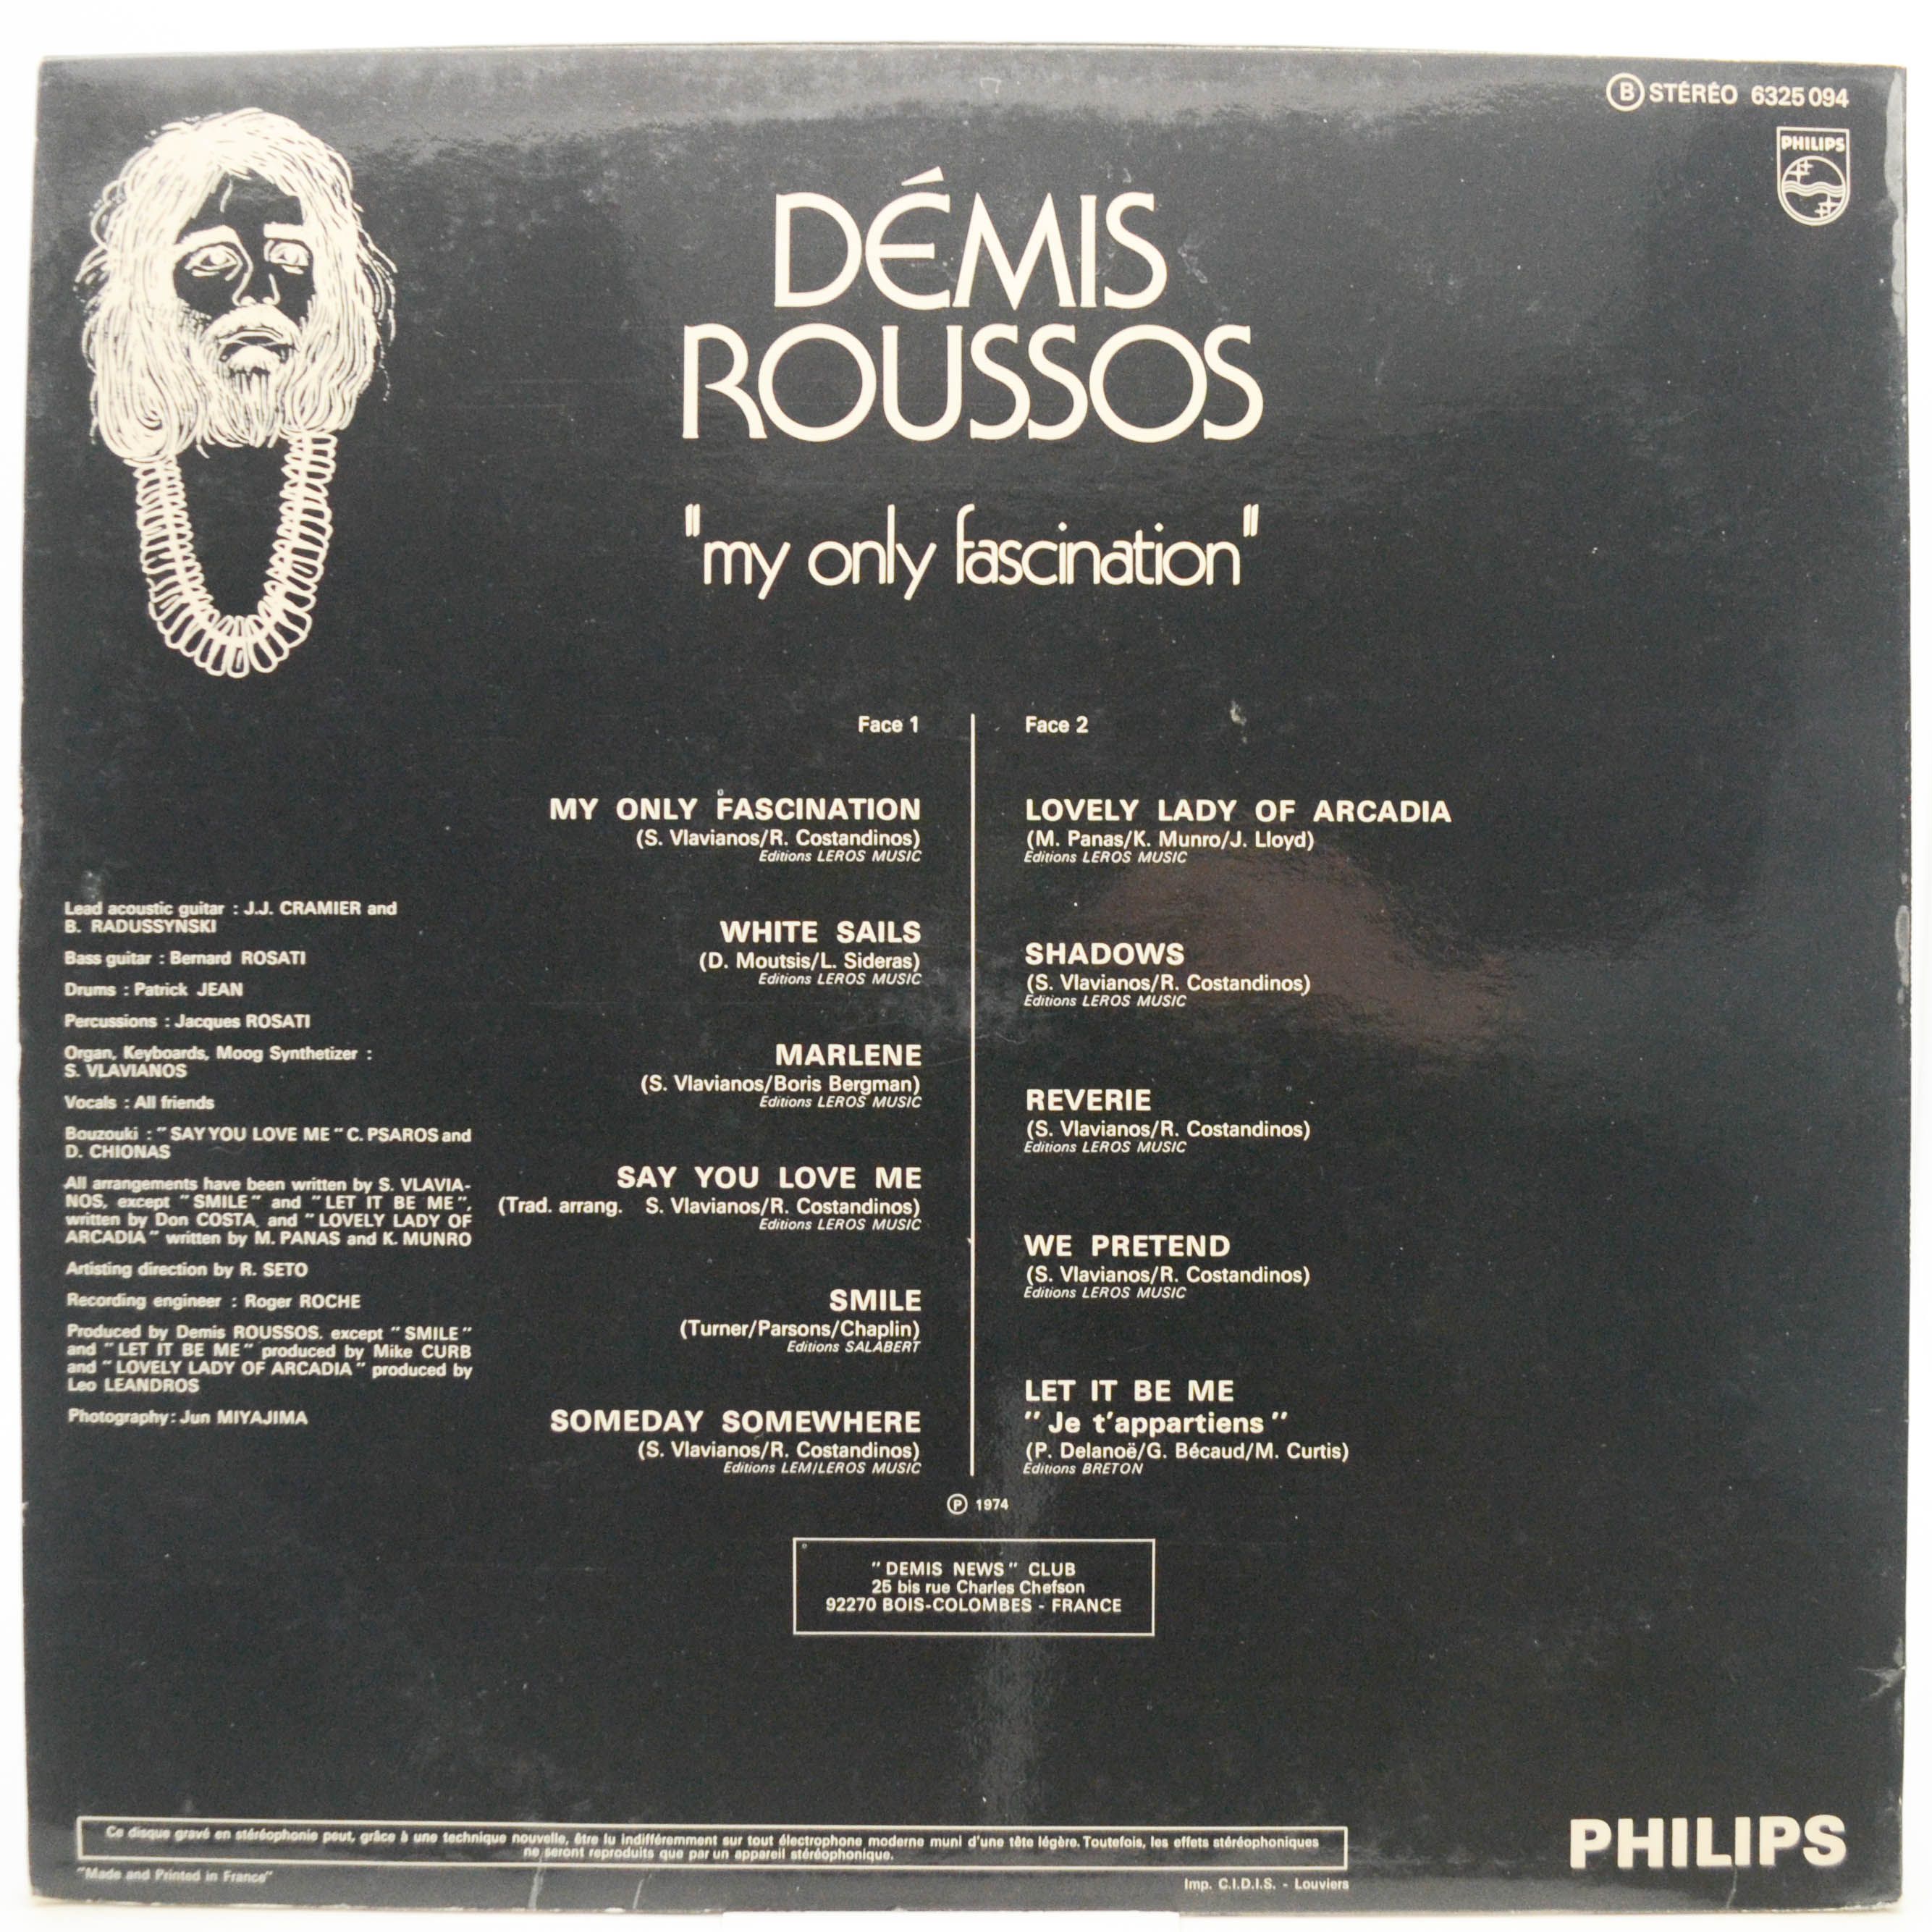 B STÉRÉO 6325 094
PHILIPS
DÉMIS
ROUSSOS
"my only fascination"
Face 1
MY ONLY FASCINATION
(S. Vlavianos/R. Costandinos)
Editions LEROS MUSIC
WHITE SAILS
(D. Moutsis/L. Sideras)
Editions LEROS MUSIC
MARLENE
(S. Vlavianos/Boris Bergman)
Editions LEROS MUSIC
SAY YOU LOVE ME
(Trad. arrang. S. Vlavianos/R. Costandinos)
Editions LEROS MUSIC
SMILE
(Turner/Parsons/Chaplin)
Editions SALABERT
SOMEDAY SOMEWHERE
(S. Vlavianos/R. Costandinos)
Editions LEM/LEROS MUSIC
Face 2
LOVELY LADY OF ARCADIA
(M. Panas/K. Munro/J. Lloyd)
Editions LEROS MUSIC
SHADOWS
(S. Vlavianos/R. Costandinos)
Editions LEROS MUSIC
REVERIE
(S. Vlavianos/R. Costandinos)
Editions LEROS MUSIC
WE PRETEND
(S. Vlavianos/R. Costandinos)
Editions LEROS MUSIC
LET IT BE ME
"Je t'appartiens"
(P. Delanoë/G. Bécaud/M. Curtis)
Editions BRETON
Lead acoustic guitar : J.J. CRAMIER and
B. RADUSSYNSKI
Bass guitar : Bernard ROSATI
Drums : Patrick JEAN
Percussions : Jacques ROSATI
Organ, Keyboards, Moog Synthetizer :
S. VLAVIANOS
Vocals : All friends
Bouzouki : "SAY YOU LOVE ME" C. PSAROS and
D. CHIONAS
All arrangements have been written by S. VLAVIA-
NOS, except "SMILE" and "LET IT BE ME",
written by Don COSTA and "LOVELY LADY OF
ARCADIA" written by M. PANAS and K. MUNRO
Artisting direction by R. SETO
Recording engineer : Roger ROCHE
Produced by Demis ROUSSOS, except "SMILE"
and "LET IT BE ME" produced by Mike CURB
and "LOVELY LADY OF ARCADIA" produced by
Leo LEANDROS
Photography : Jun MIYAJIMA
℗ 1974
"DEMIS NEWS" CLUB
25 bis rue Charles Chefson
92270 BOIS-COLOMBES - FRANCE
Ce disque gravé en stéréophonie peut, grâce à une technique nouvelle, être lu indifféremment sur tout électrophone moderne muni d'une tête légère. Toutefois, les effets stéréophoniques
ne seront reproduits que par un appareil stéréophonique.
"Made and Printed in France"
Imp. C.I.D.I.S. - Louviers
PHILIPS